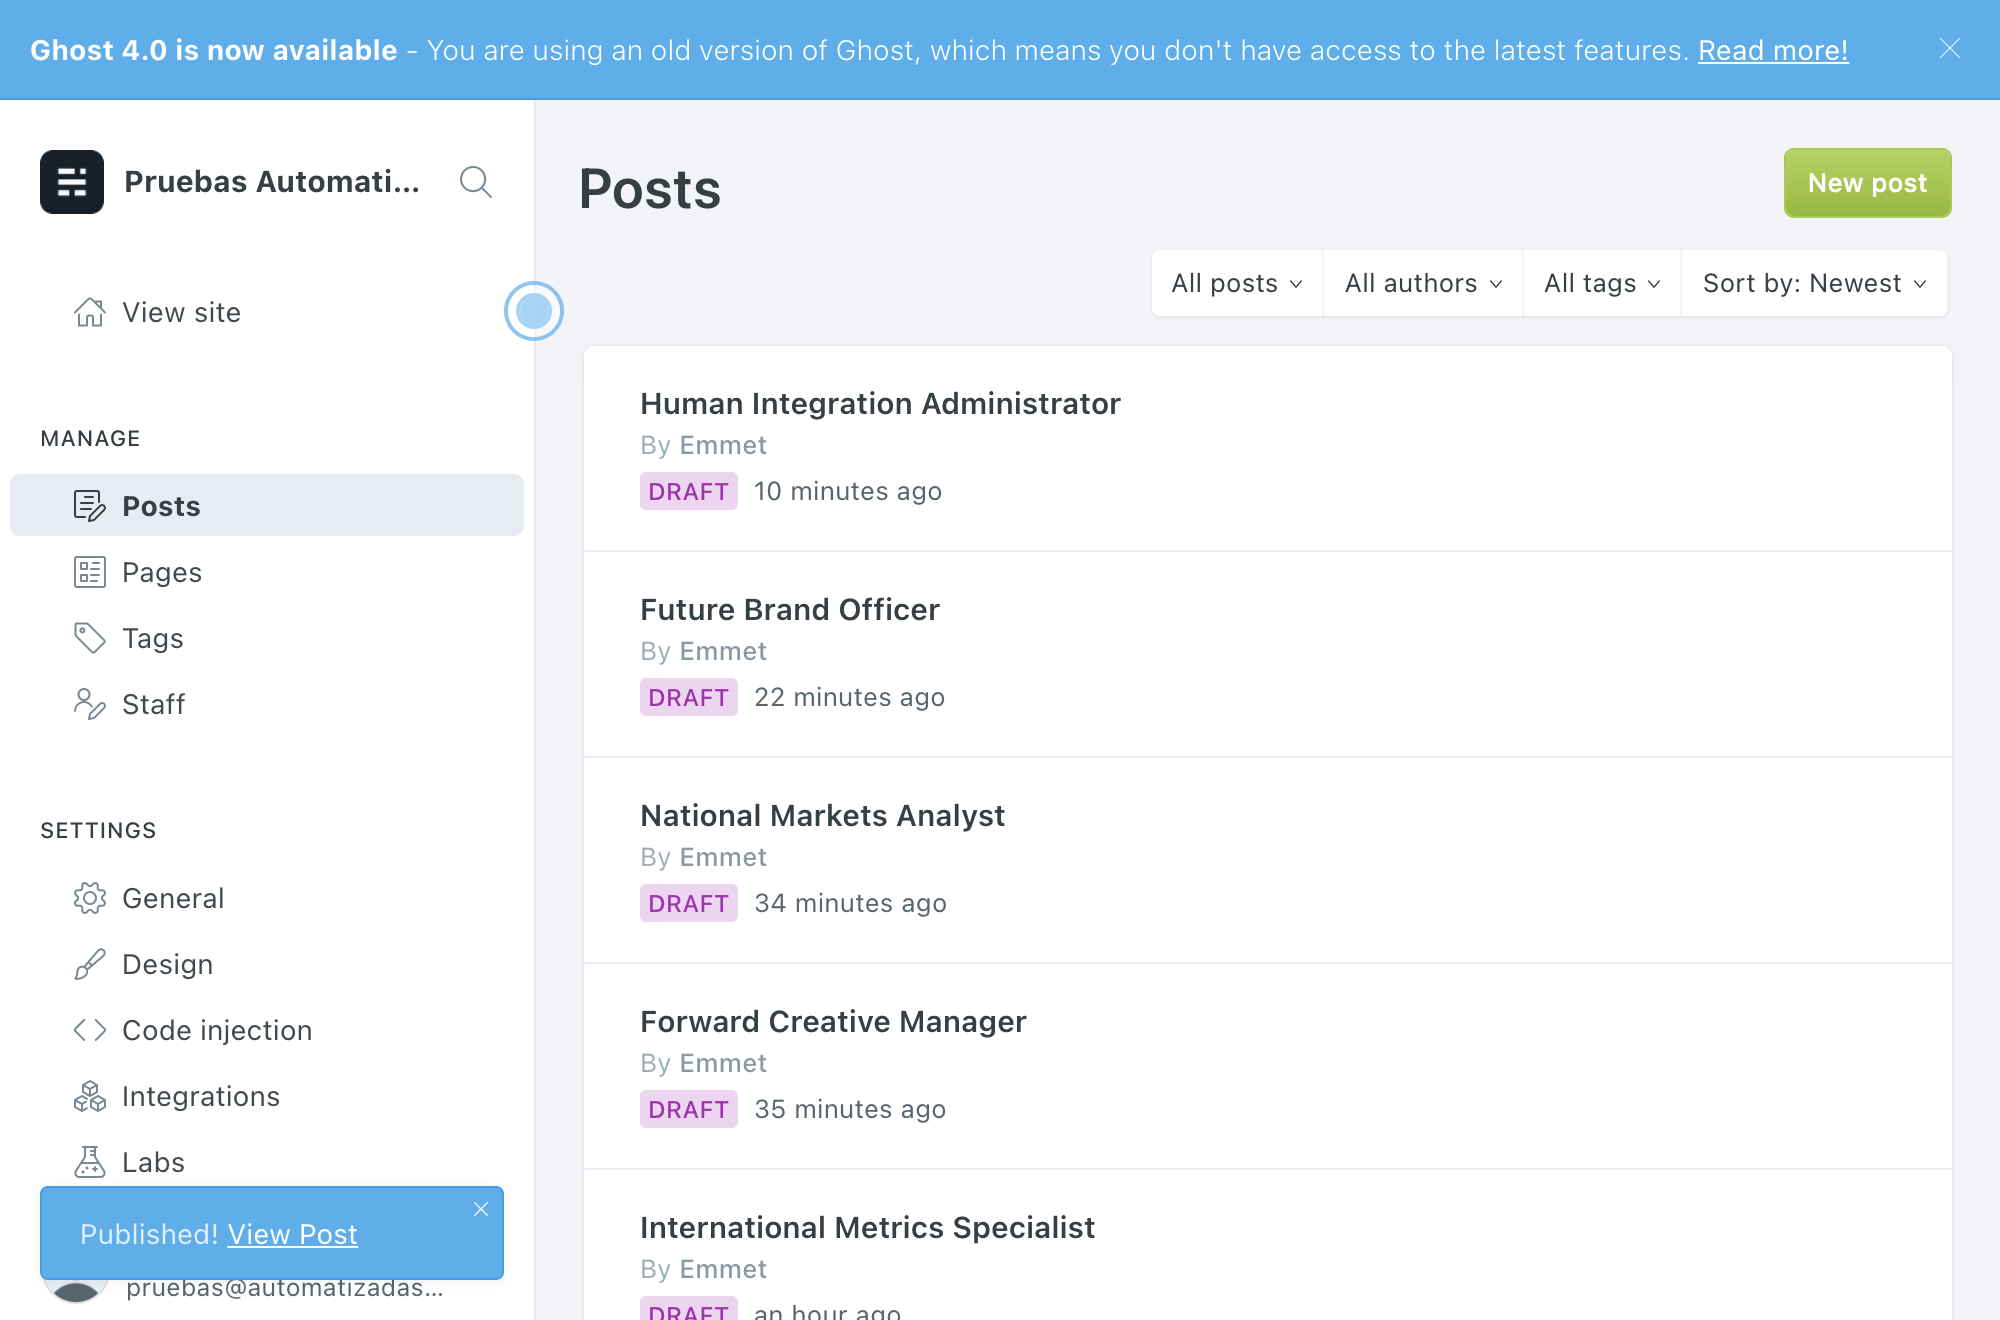 Ghost 4.0 is now available - You are using an old version of Ghost, which means you don't have access to the latest features. Read more!
Pruebas Automati...
View site
MANAGE
Posts
Pages
Tags
Staff
SETTINGS
General
Design
Code injection
Integrations
Labs
Published! View Post
pruebas@automatizadas...
Posts
New post
All posts
All authors
All tags
Sort by: Newest
Human Integration Administrator
By Emmet
DRAFT 10 minutes ago
Future Brand Officer
By Emmet
DRAFT 22 minutes ago
National Markets Analyst
By Emmet
DRAFT 34 minutes ago
Forward Creative Manager
By Emmet
DRAFT 35 minutes ago
International Metrics Specialist
By Emmet
DRAFT an hour ago